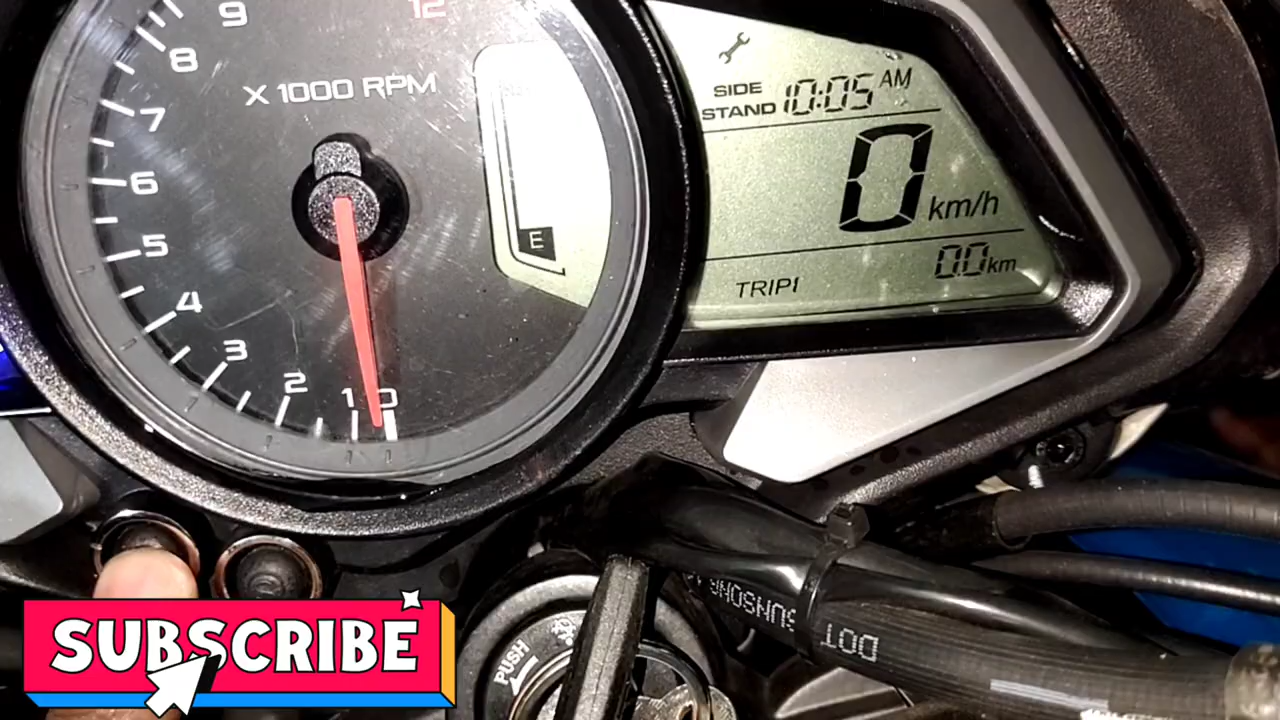 9
12
8
X 1000 RPM
7
6
5
4
3
2
1
0
E
SIDE
STAND
10:05 AM
0 km/h
TRIP1
0.0 km
PUSH
DOT
SUBSCRIBE